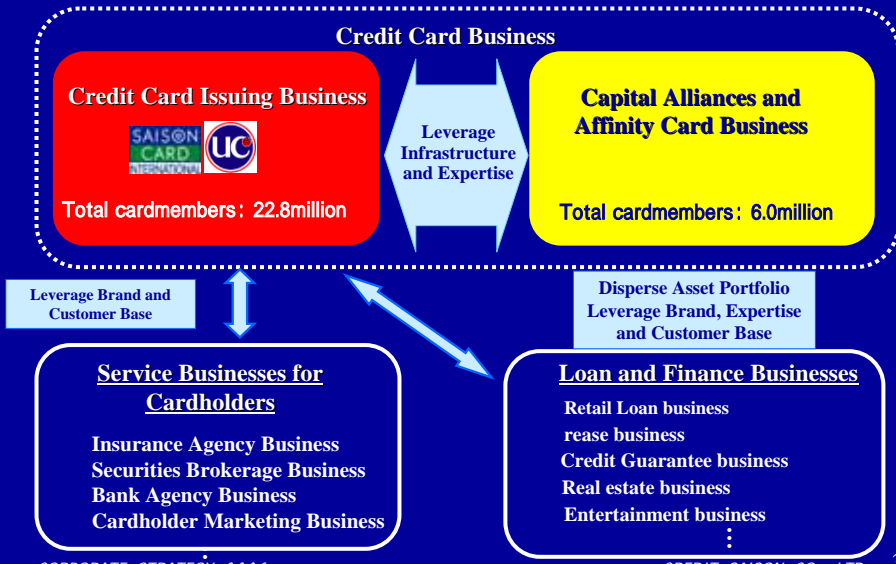 Credit Card Business
Credit Card Issuing Business
SAISON
CARD
INTERNATIONAL
UC
Total cardmembers: 22.8million
Leverage
Infrastructure
and Expertise
Capital Alliances and
Affinity Card Business
Total cardmembers: 6.0million
Leverage Brand and
Customer Base
Disperse Asset Portfolio
Leverage Brand, Expertise
and Customer Base
Service Businesses for
Cardholders
Insurance Agency Business
Securities Brokerage Business
Bank Agency Business
Cardholder Marketing Business
Loan and Finance Businesses
Retail Loan business
rease business
Credit Guarantee business
Real estate business
Entertainment business